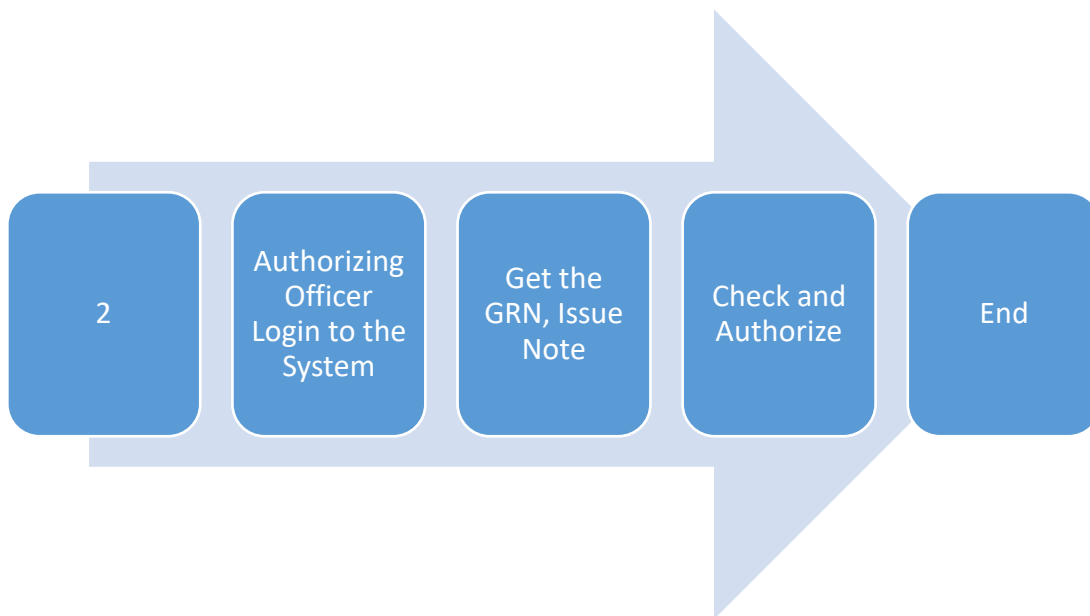 2
Authorizing
Officer
Login to the
System
Get the
GRN, Issue
Note
Check and
Authorize
End